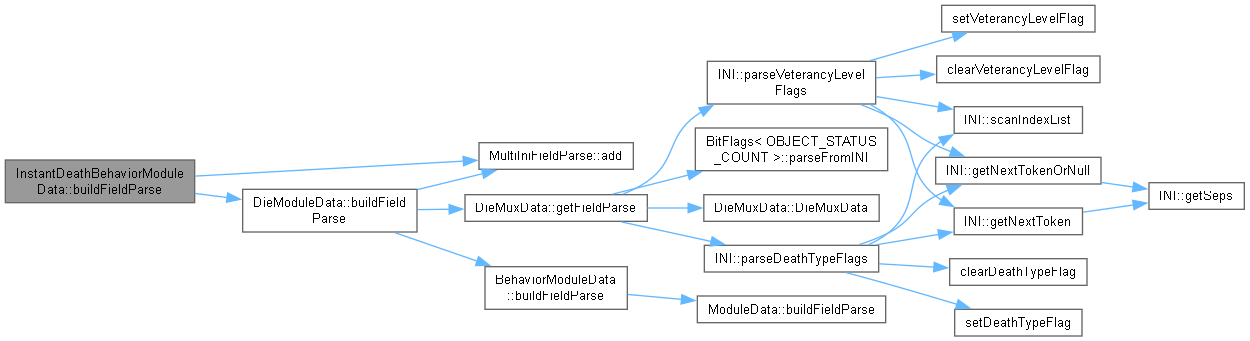 InstantDeathBehaviorModule
Data::buildFieldParse
MultiIniFieldParse::add
DieModuleData::buildField
Parse
DieMuxData::getFieldParse
BehaviorModuleData
::buildFieldParse
INI::parseVeterancyLevel
Flags
BitFlags< OBJECT_STATUS
_COUNT >::parseFromINI
DieMuxData::DieMuxData
INI::parseDeathTypeFlags
ModuleData::buildFieldParse
setVeterancyLevelFlag
clearVeterancyLevelFlag
INI::scanIndexList
INI::getNextTokenOrNull
INI::getNextToken
clearDeathTypeFlag
setDeathTypeFlag
INI::getSeps